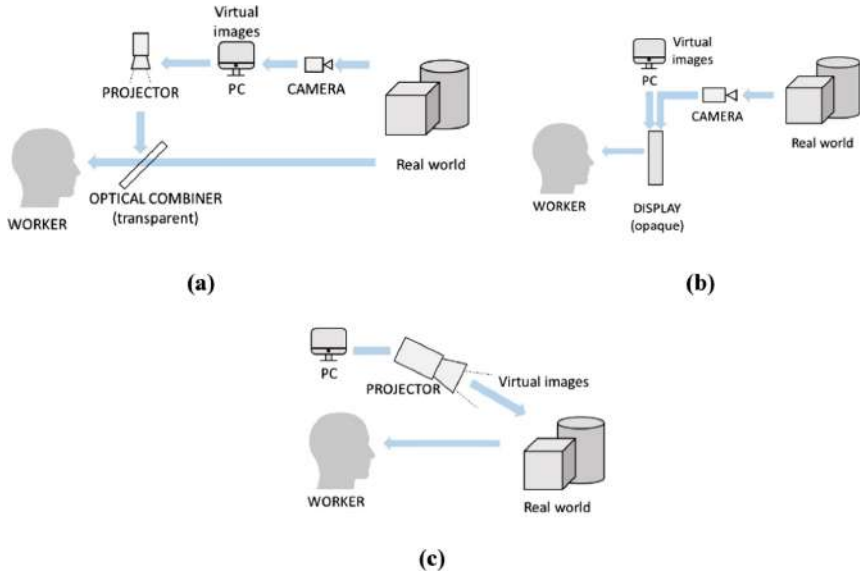 Virtual
images
PROJECTOR
PC
CAMERA
Real world
OPTICAL COMBINER
(transparent)
WORKER
(a)
Virtual
images
PC
CAMERA
Real world
WORKER
DISPLAY
(opaque)
(b)
PC
PROJECTOR
Virtual images
WORKER
Real world
(c)